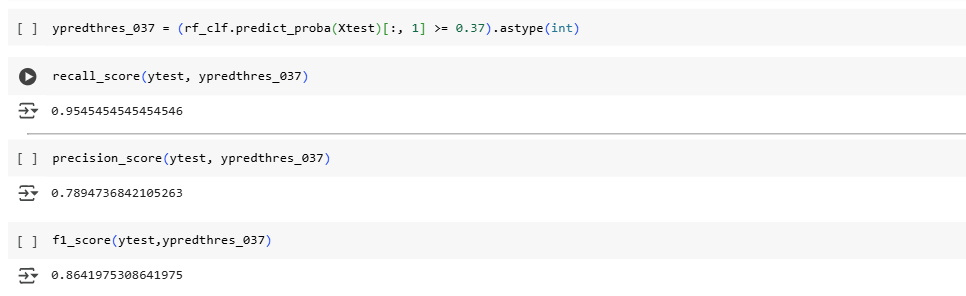 [ ] ypredthres_037 = (rf_clf.predict_proba(Xtest)[:, 1] >= 0.37).astype(int)
recall_score(ytest, ypredthres_037)
0.9545454545454546
[ ] precision_score(ytest, ypredthres_037)
0.7894736842105263
[ ] f1_score(ytest,ypredthres_037)
0.8641975308641975